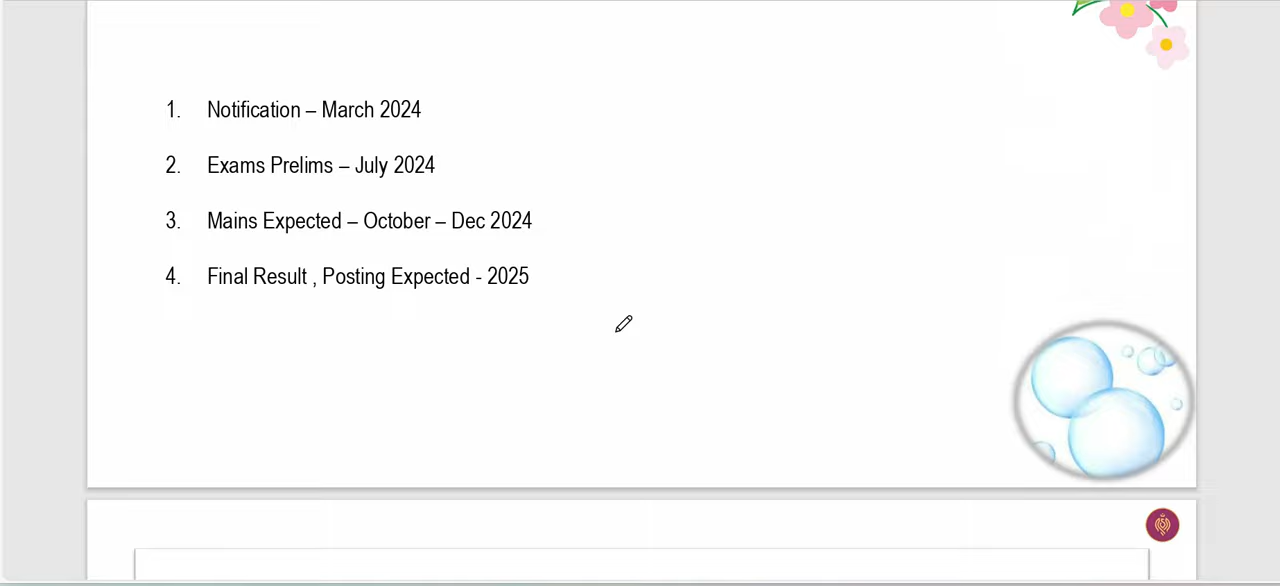 1. Notification – March 2024
2. Exams Prelims – July 2024
3. Mains Expected – October – Dec 2024
4. Final Result , Posting Expected - 2025